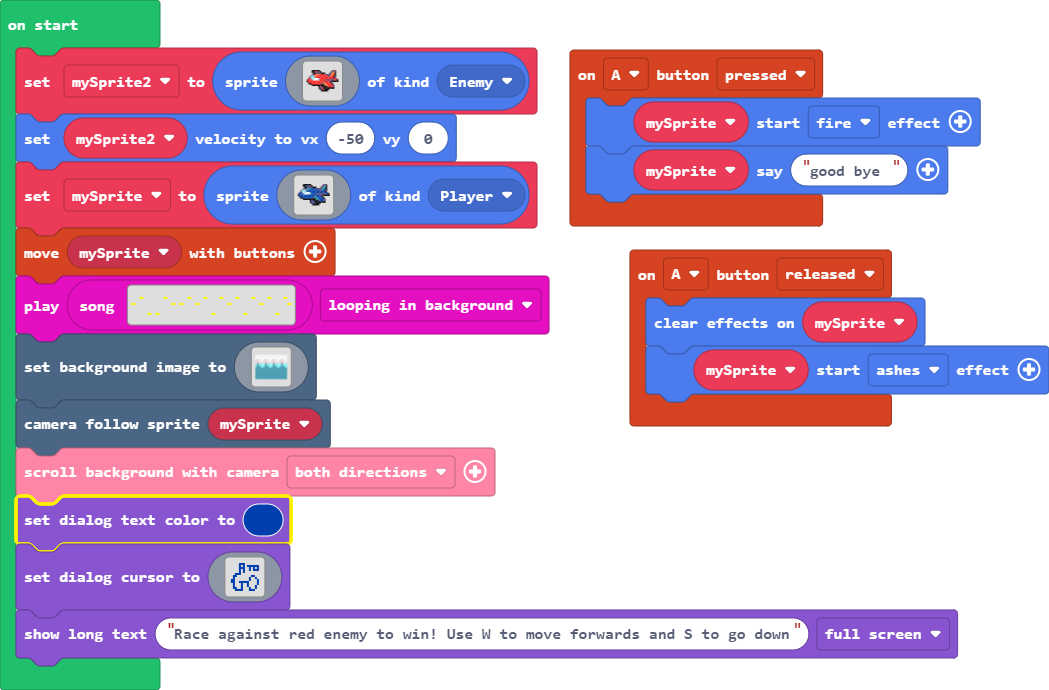 on start
set mySprite2 to sprite of kind Enemy
set mySprite2 velocity to vx -50 vy 0
set mySprite to sprite of kind Player
move mySprite with buttons
play song looping in background
set background image to
camera follow sprite mySprite
scroll background with camera both directions
set dialog text color to
set dialog cursor to
show long text "Race against red enemy to win! Use W to move forwards and S to go down" full screen
on A button pressed
mySprite start fire effect
mySprite say "good bye "
on A button released
clear effects on mySprite
mySprite start ashes effect